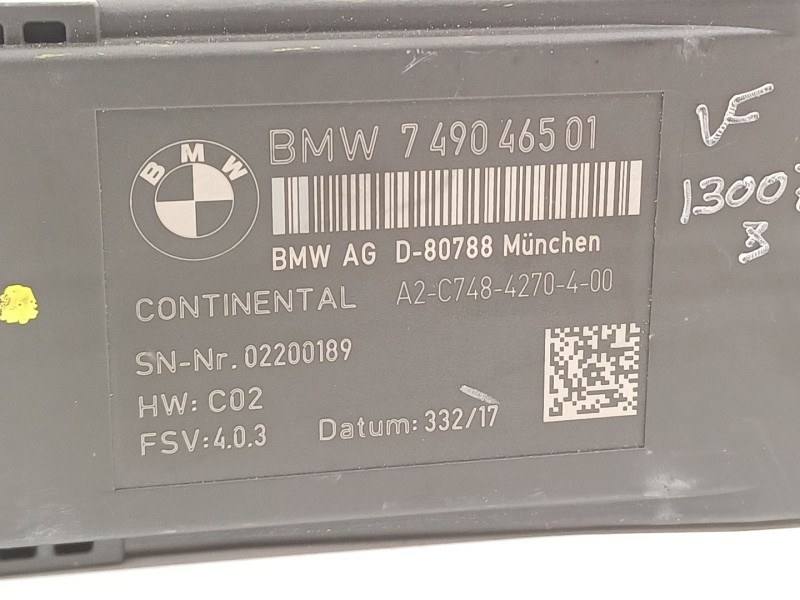 BMW
BMW 7 490 465 01
BMW AG D-80788 München
CONTINENTAL A2-C748-4270-4-00
SN-Nr. 02200189
HW: C02
FSV: 4.0.3 Datum: 332/17
VF